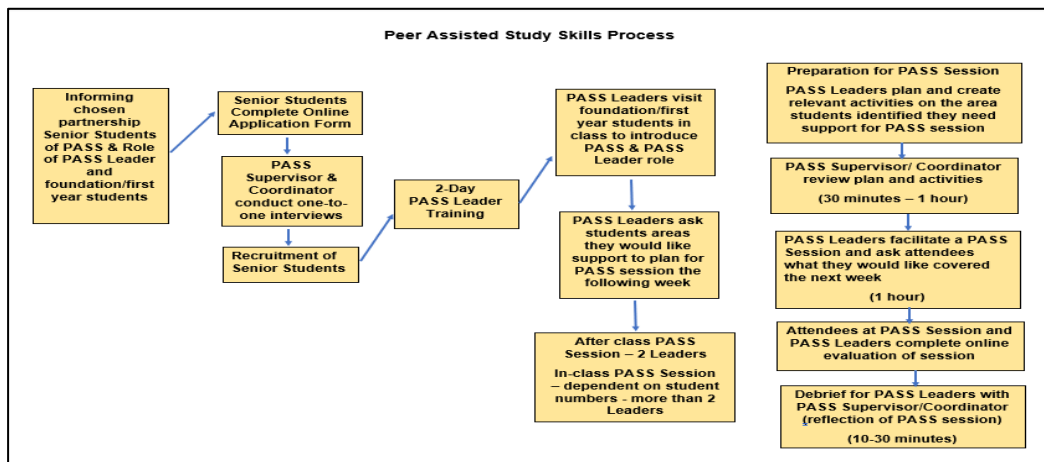 Peer Assisted Study Skills Process
Informing
chosen
partnership
Senior Students
of PASS & Role
of PASS Leader
and
foundation/first
year students
Senior Students
Complete Online
Application Form
PASS
Supervisor &
Coordinator
conduct one-to-
one interviews
Recruitment of
Senior Students
2-Day
PASS Leader
Training
PASS Leaders visit
foundation/first
year students in
class to introduce
PASS & PASS
Leader role
PASS Leaders ask
students areas
they would like
support to plan for
PASS session the
following week
After class PASS
Session – 2 Leaders
In-class PASS Session
– dependent on student
numbers - more than 2
Leaders
Preparation for PASS Session
PASS Leaders plan and create
relevant activities on the area
students identified they need
support for PASS session
PASS Supervisor/ Coordinator
review plan and activities
(30 minutes – 1 hour)
PASS Leaders facilitate a PASS
Session and ask attendees
what they would like covered
the next week
(1 hour)
Attendees at PASS Session and
PASS Leaders complete online
evaluation of session
Debrief for PASS Leaders with
PASS Supervisor/Coordinator
(reflection of PASS session)
(10-30 minutes)